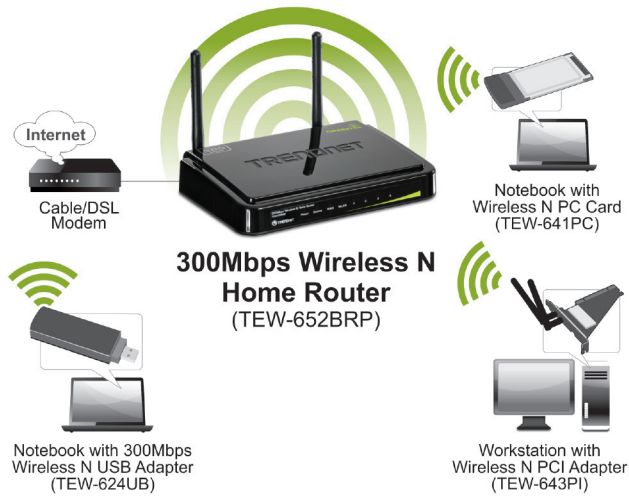 Internet
Cable/DSL
Modem
TRENDNET
300Mbps Wireless N
Home Router
(TEW-652BRP)
Notebook with
Wireless N PC Card
(TEW-641PC)
Notebook with 300Mbps
Wireless N USB Adapter
(TEW-624UB)
Workstation with
Wireless N PCI Adapter
(TEW-643PI)